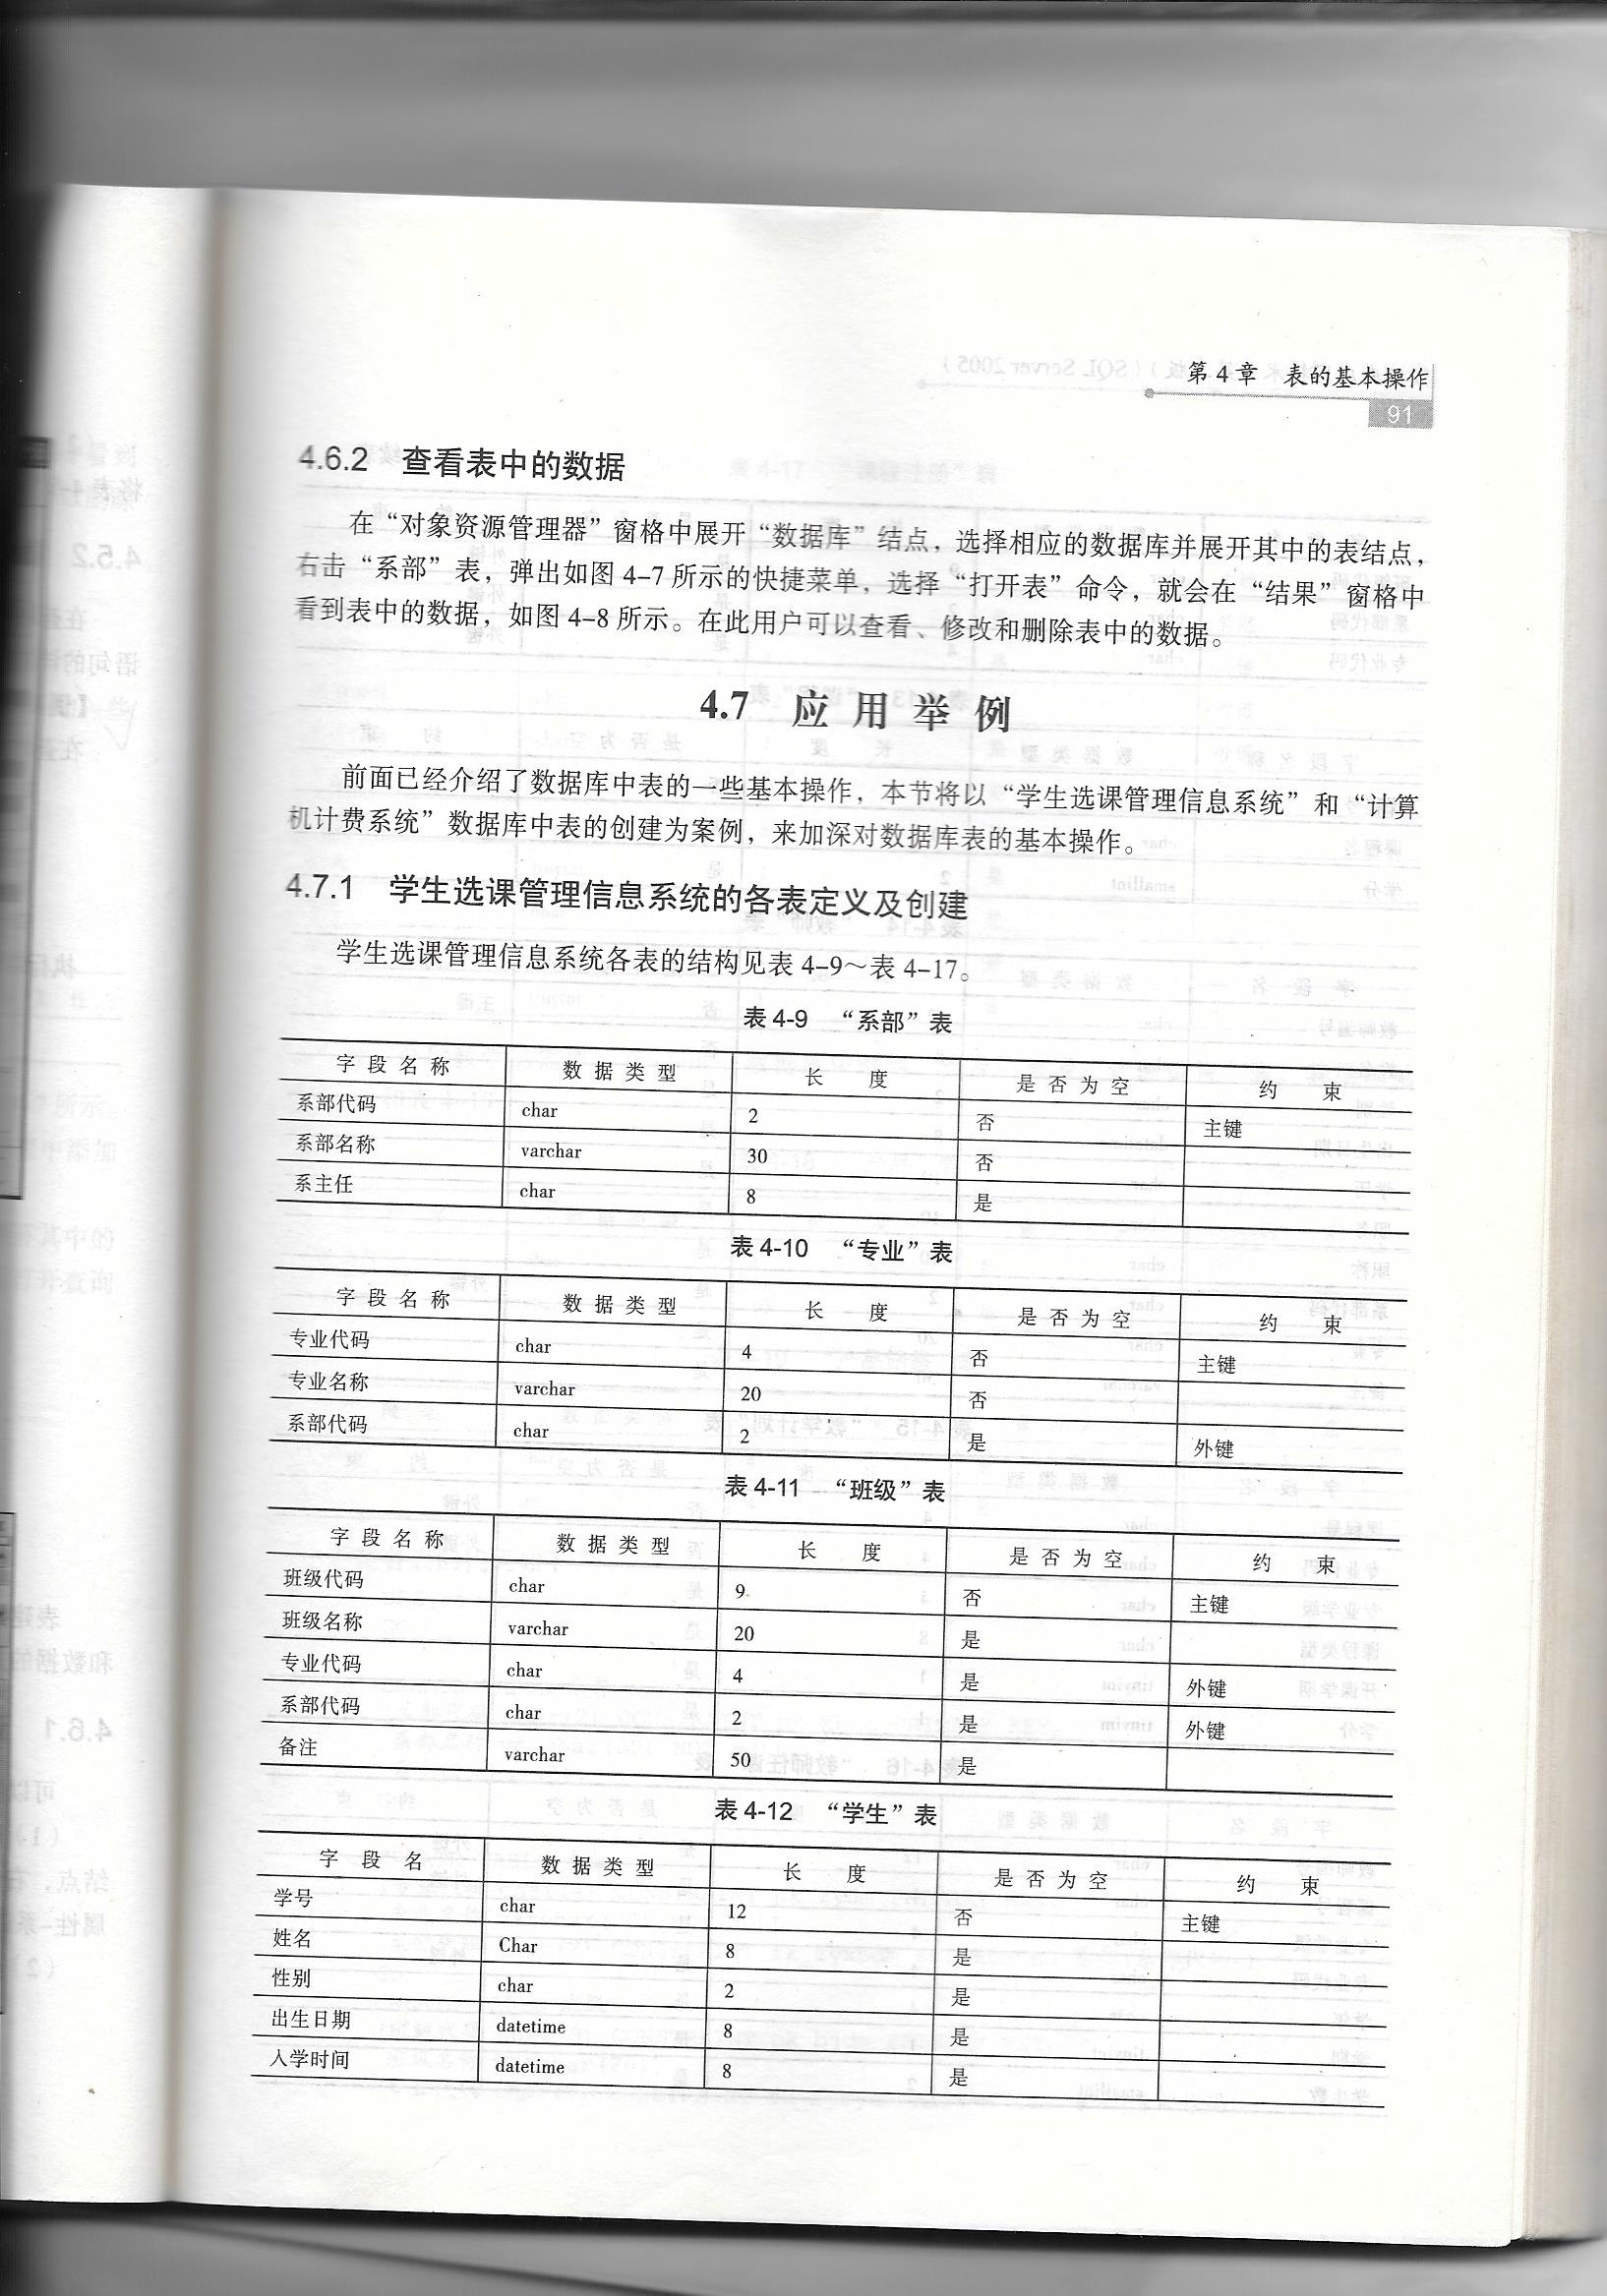 第4章 表的基本操作
91
4.6.2 查看表中的数据
在“对象资源管理器”窗格中展开“数据库”结点，选择相应的数据库并展开其中的表结点，
右击“系部”表，弹出如图4-7所示的快捷菜单，选择“打开表”命令，就会在“结果”窗格中
看到表中的数据，如图4-8所示。在此用户可以查看、修改和删除表中的数据。
4.7 应用举例
前面已经介绍了数据库中表的一些基本操作，本节将以“学生选课管理信息系统”和“计算
机计费系统”数据库中表的创建为案例，来加深对数据库表的基本操作。
4.7.1 学生选课管理信息系统的各表定义及创建
学生选课管理信息系统各表的结构见表4-9～表4-17。
表4-9 “系部”表
字段名称 数据类型 长度 是否为空 约束
系部代码 char 2 否 主键
系部名称 varchar 30 否
系主任 char 8 是
表4-10 “专业”表
字段名称 数据类型 长度 是否为空 约束
专业代码 char 4 否 主键
专业名称 varchar 20 否
系部代码 char 2 是 外键
表4-11 “班级”表
字段名称 数据类型 长度 是否为空 约束
班级代码 char 9 否 主键
班级名称 varchar 20 是
专业代码 char 4 是 外键
系部代码 char 2 是 外键
备注 varchar 50 是
表4-12 “学生”表
字段名 数据类型 长度 是否为空 约束
学号 char 12 否 主键
姓名 Char 8 是
性别 char 2 是
出生日期 datetime 8 是
入学时间 datetime 8 是